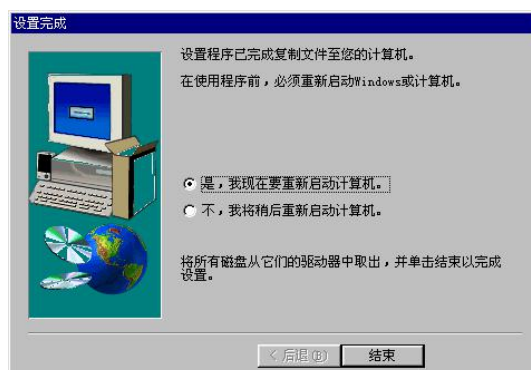 设置完成
设置程序已完成复制文件至您的计算机。
在使用程序前，必须重新启动Windows或计算机。
是，我现在要重新启动计算机。
不，我将稍后重新启动计算机。
将所有磁盘从它们的驱动器中取出，并单击结束以完成
设置。
< 后退(B)
结束